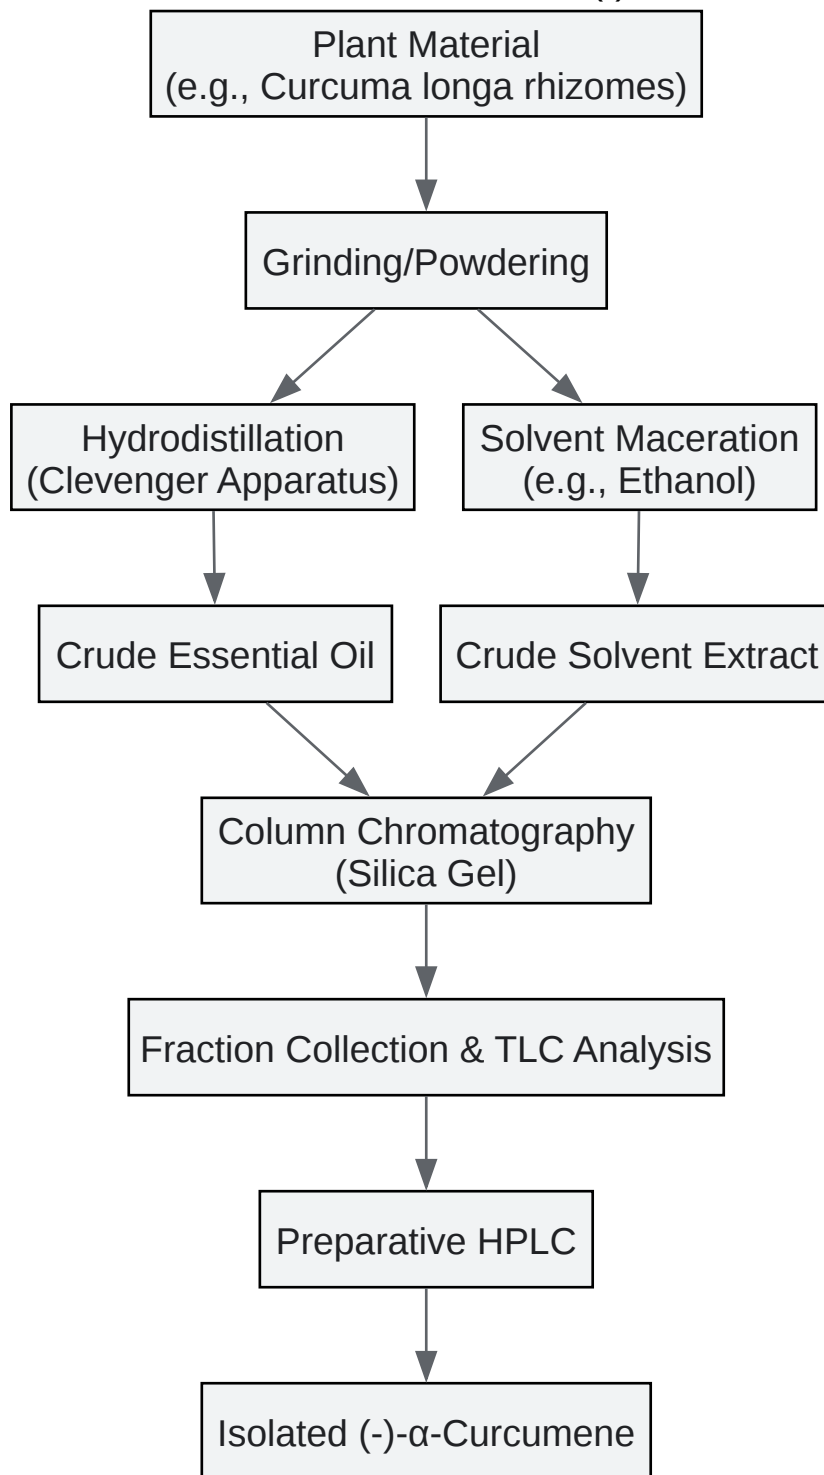 Plant Material
(e.g., Curcuma longa rhizomes)
Grinding/Powdering
Hydrodistillation
(Clevenger Apparatus)
Solvent Maceration
(e.g., Ethanol)
Crude Essential Oil
Crude Solvent Extract
Column Chromatography
(Silica Gel)
Fraction Collection & TLC Analysis
Preparative HPLC
Isolated (-)-α-Curcumene